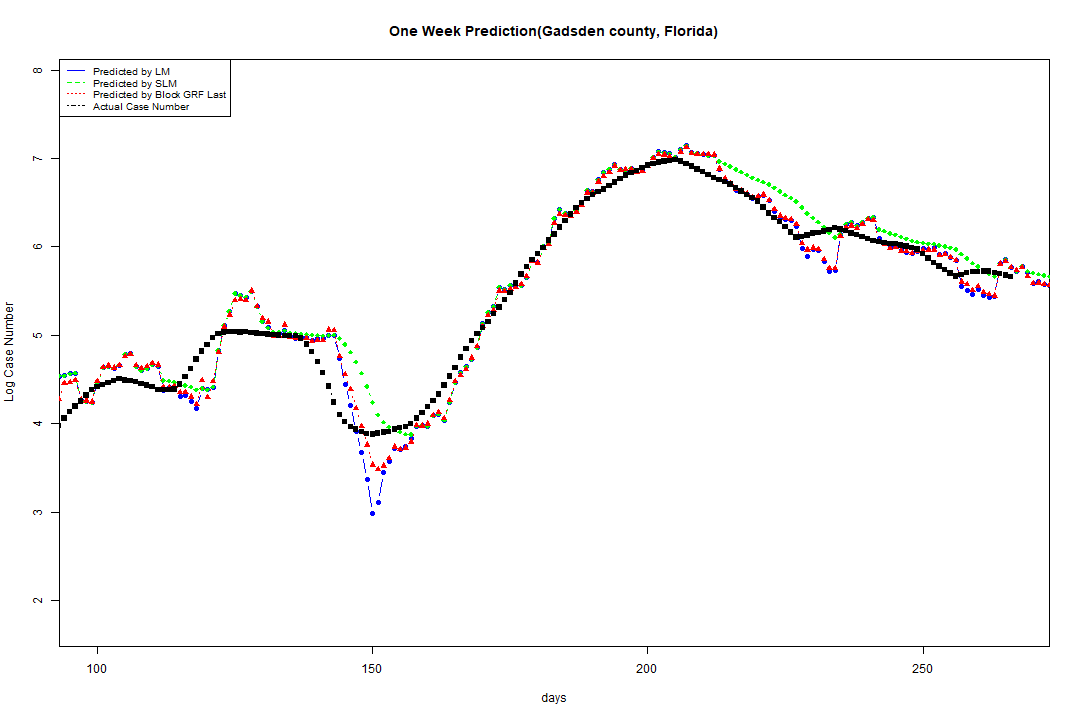 One Week Prediction(Gadsden county, Florida)
Predicted by LM
Predicted by SLM
Predicted by Block GRF Last
Actual Case Number
Log Case Number
8
7
6
5
4
3
2
100 150 200 250
days